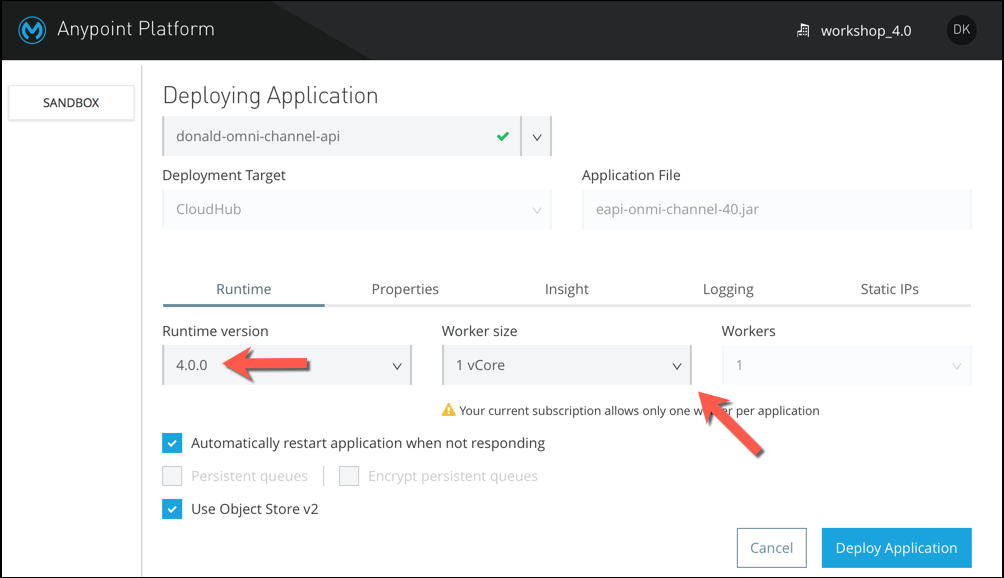 Anypoint Platform
workshop_4.0
DK
SANDBOX
Deploying Application
donald-omni-channel-api
Deployment Target
Application File
CloudHub
eapi-onmi-channel-40.jar
Runtime
Properties
Insight
Logging
Static IPs
Runtime version
Worker size
Workers
4.0.0
1 vCore
1
Your current subscription allows only one worker per application
Automatically restart application when not responding
Persistent queues
Encrypt persistent queues
Use Object Store v2
Cancel
Deploy Application